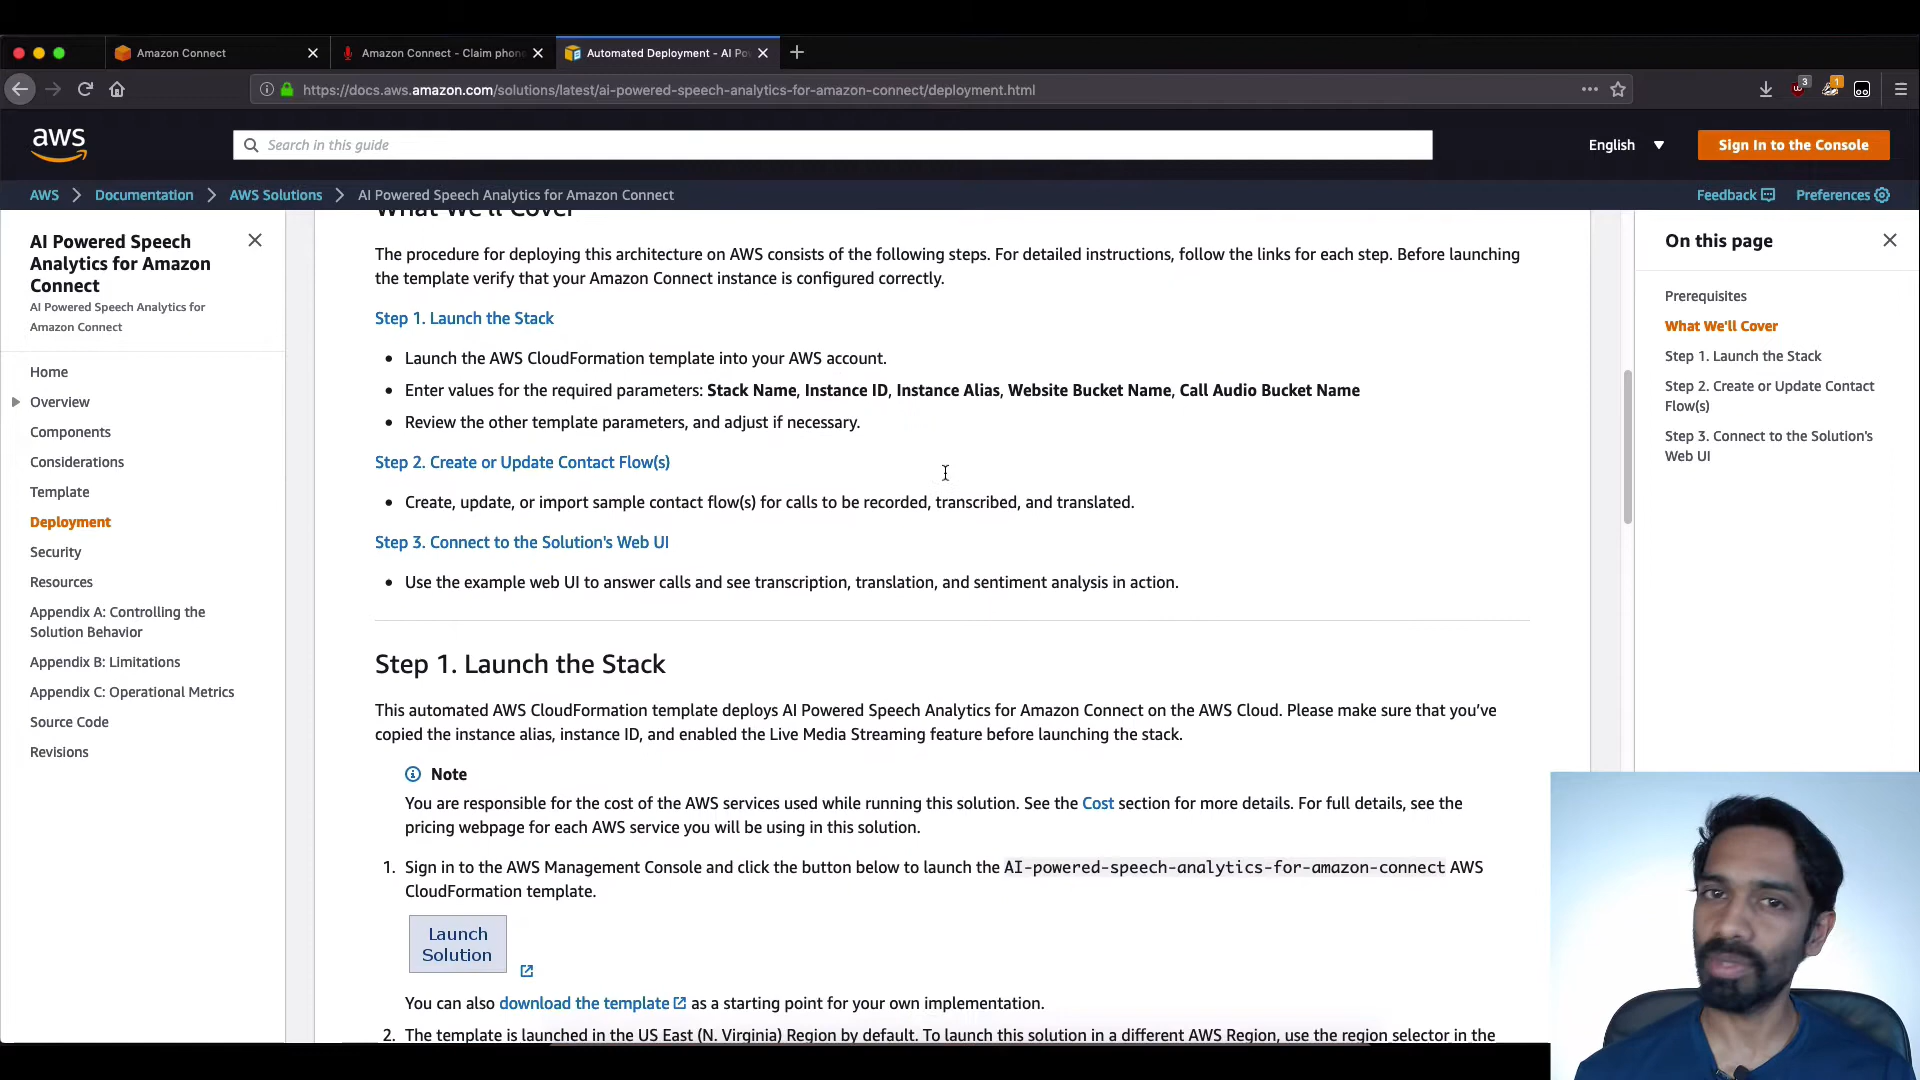 Amazon Connect
Amazon Connect - Claim phon
Automated Deployment - AI Po
https://docs.aws.amazon.com/solutions/latest/ai-powered-speech-analytics-for-amazon-connect/deployment.html
3
1
aws
Search in this guide
English
Sign In to the Console
AWS
Documentation
AWS Solutions
AI Powered Speech Analytics for Amazon Connect
Feedback
Preferences
AI Powered Speech
Analytics for Amazon
Connect
AI Powered Speech Analytics for
Amazon Connect
Home
Overview
Components
Considerations
Template
Deployment
Security
Resources
Appendix A: Controlling the
Solution Behavior
Appendix B: Limitations
Appendix C: Operational Metrics
Source Code
Revisions
What We'll Cover
The procedure for deploying this architecture on AWS consists of the following steps. For detailed instructions, follow the links for each step. Before launching
the template verify that your Amazon Connect instance is configured correctly.
Step 1. Launch the Stack
• Launch the AWS CloudFormation template into your AWS account.
• Enter values for the required parameters: Stack Name, Instance ID, Instance Alias, Website Bucket Name, Call Audio Bucket Name
• Review the other template parameters, and adjust if necessary.
Step 2. Create or Update Contact Flow(s)
• Create, update, or import sample contact flow(s) for calls to be recorded, transcribed, and translated.
Step 3. Connect to the Solution's Web UI
• Use the example web UI to answer calls and see transcription, translation, and sentiment analysis in action.
Step 1. Launch the Stack
This automated AWS CloudFormation template deploys AI Powered Speech Analytics for Amazon Connect on the AWS Cloud. Please make sure that you've
copied the instance alias, instance ID, and enabled the Live Media Streaming feature before launching the stack.
Note
You are responsible for the cost of the AWS services used while running this solution. See the Cost section for more details. For full details, see the
pricing webpage for each AWS service you will be using in this solution.
1. Sign in to the AWS Management Console and click the button below to launch the AI-powered-speech-analytics-for-amazon-connect AWS
CloudFormation template.
Launch
Solution
You can also download the template as a starting point for your own implementation.
2. The template is launched in the US East (N. Virginia) Region by default. To launch this solution in a different AWS Region, use the region selector in the
On this page
Prerequisites
What We'll Cover
Step 1. Launch the Stack
Step 2. Create or Update Contact
Flow(s)
Step 3. Connect to the Solution's
Web UI